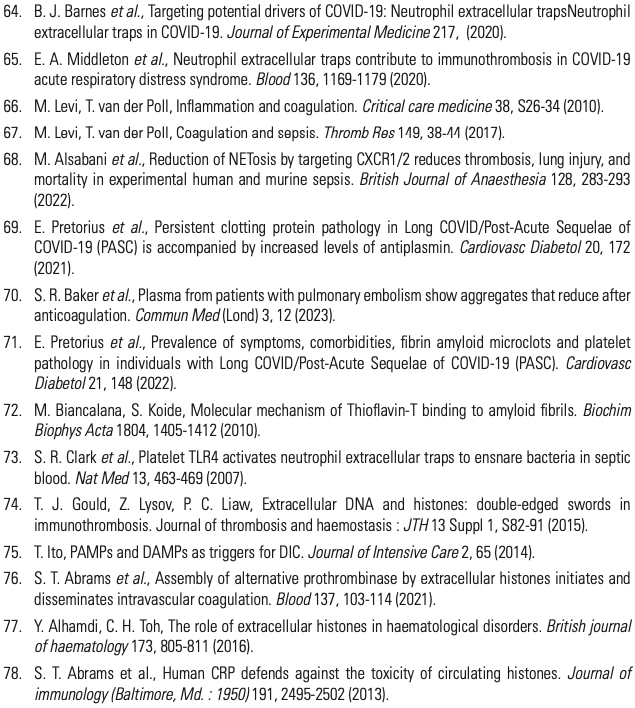 64. B. J. Barnes et al., Targeting potential drivers of COVID-19: Neutrophil extracellular trapsNeutrophil
extracellular traps in COVID-19. Journal of Experimental Medicine 217, (2020).
65. E. A. Middleton et al., Neutrophil extracellular traps contribute to immunothrombosis in COVID-19
acute respiratory distress syndrome. Blood 136, 1169-1179 (2020).
66. M. Levi, T. van der Poll, Inflammation and coagulation. Critical care medicine 38, S26-34 (2010).
67. M. Levi, T. van der Poll, Coagulation and sepsis. Thromb Res 149, 38-44 (2017).
68. M. Alsabani et al., Reduction of NETosis by targeting CXCR1/2 reduces thrombosis, lung injury, and
mortality in experimental human and murine sepsis. British Journal of Anaesthesia 128, 283-293
(2022).
69. E. Pretorius et al., Persistent clotting protein pathology in Long COVID/Post-Acute Sequelae of
COVID-19 (PASC) is accompanied by increased levels of antiplasmin. Cardiovasc Diabetol 20, 172
(2021).
70. S. R. Baker et al., Plasma from patients with pulmonary embolism show aggregates that reduce after
anticoagulation. Commun Med (Lond) 3, 12 (2023).
71. E. Pretorius et al., Prevalence of symptoms, comorbidities, fibrin amyloid microclots and platelet
pathology in individuals with Long COVID/Post-Acute Sequelae of COVID-19 (PASC). Cardiovasc
Diabetol 21, 148 (2022).
72. M. Biancalana, S. Koide, Molecular mechanism of Thioflavin-T binding to amyloid fibrils. Biochim
Biophys Acta 1804, 1405-1412 (2010).
73. S. R. Clark et al., Platelet TLR4 activates neutrophil extracellular traps to ensnare bacteria in septic
blood. Nat Med 13, 463-469 (2007).
74. T. J. Gould, Z. Lysov, P. C. Liaw, Extracellular DNA and histones: double-edged swords in
immunothrombosis. Journal of thrombosis and haemostasis : JTH 13 Suppl 1, S82-91 (2015).
75. T. Ito, PAMPs and DAMPs as triggers for DIC. Journal of Intensive Care 2, 65 (2014).
76. S. T. Abrams et al., Assembly of alternative prothrombinase by extracellular histones initiates and
disseminates intravascular coagulation. Blood 137, 103-114 (2021).
77. Y. Alhamdi, C. H. Toh, The role of extracellular histones in haematological disorders. British journal
of haematology 173, 805-811 (2016).
78. S. T. Abrams et al., Human CRP defends against the toxicity of circulating histones. Journal of
immunology (Baltimore, Md. : 1950) 191, 2495-2502 (2013).